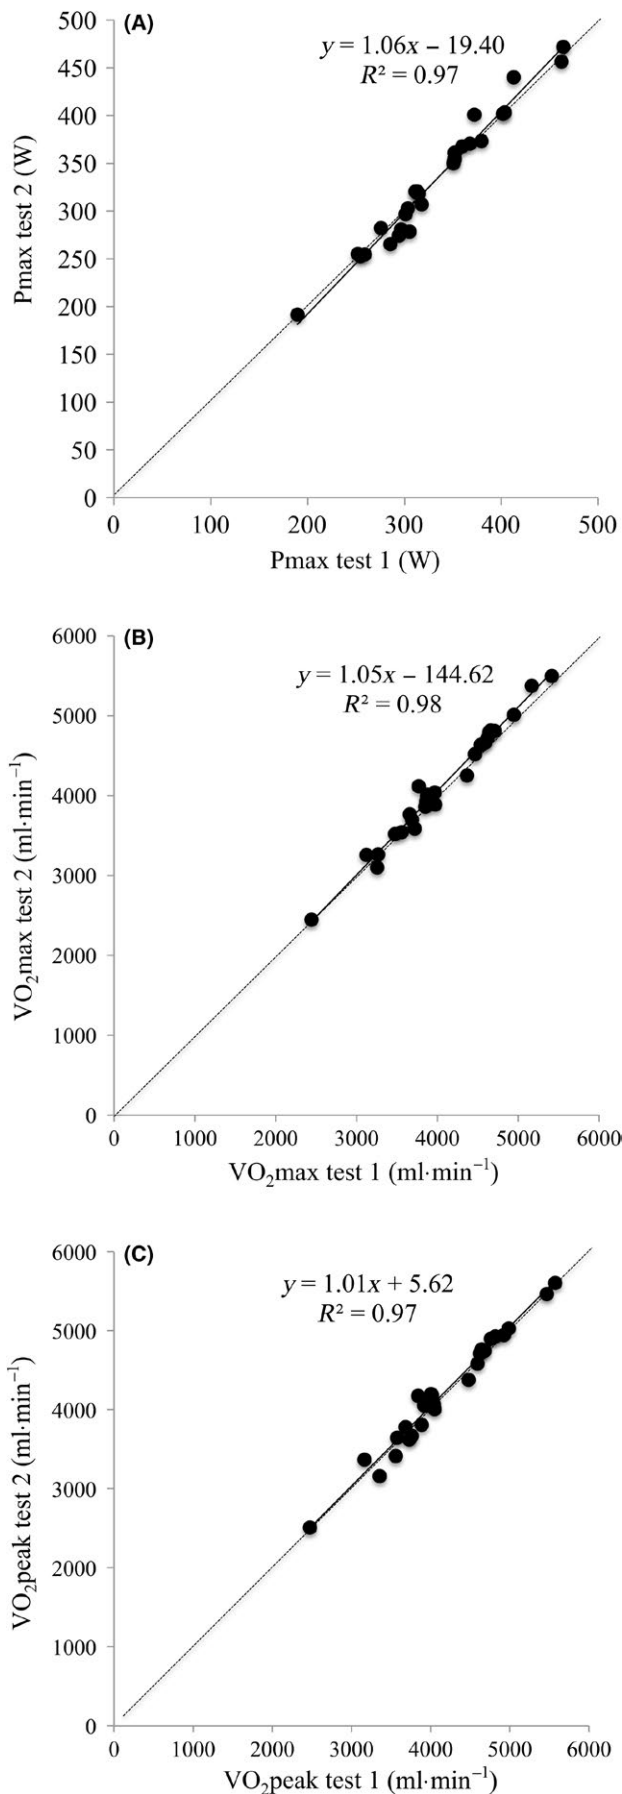 (A)
y = 1.06x − 19.40
R² = 0.97
500
450
400
350
300
250
200
150
100
50
0
Pmax test 2 (W)
0 100 200 300 400 500
Pmax test 1 (W)
(B)
y = 1.05x − 144.62
R² = 0.98
6000
5000
4000
3000
2000
1000
0
VO₂max test 2 (ml·min⁻¹)
0 1000 2000 3000 4000 5000 6000
VO₂max test 1 (ml·min⁻¹)
(C)
y = 1.01x + 5.62
R² = 0.97
6000
5000
4000
3000
2000
1000
0
VO₂peak test 2 (ml·min⁻¹)
0 1000 2000 3000 4000 5000 6000
VO₂peak test 1 (ml·min⁻¹)